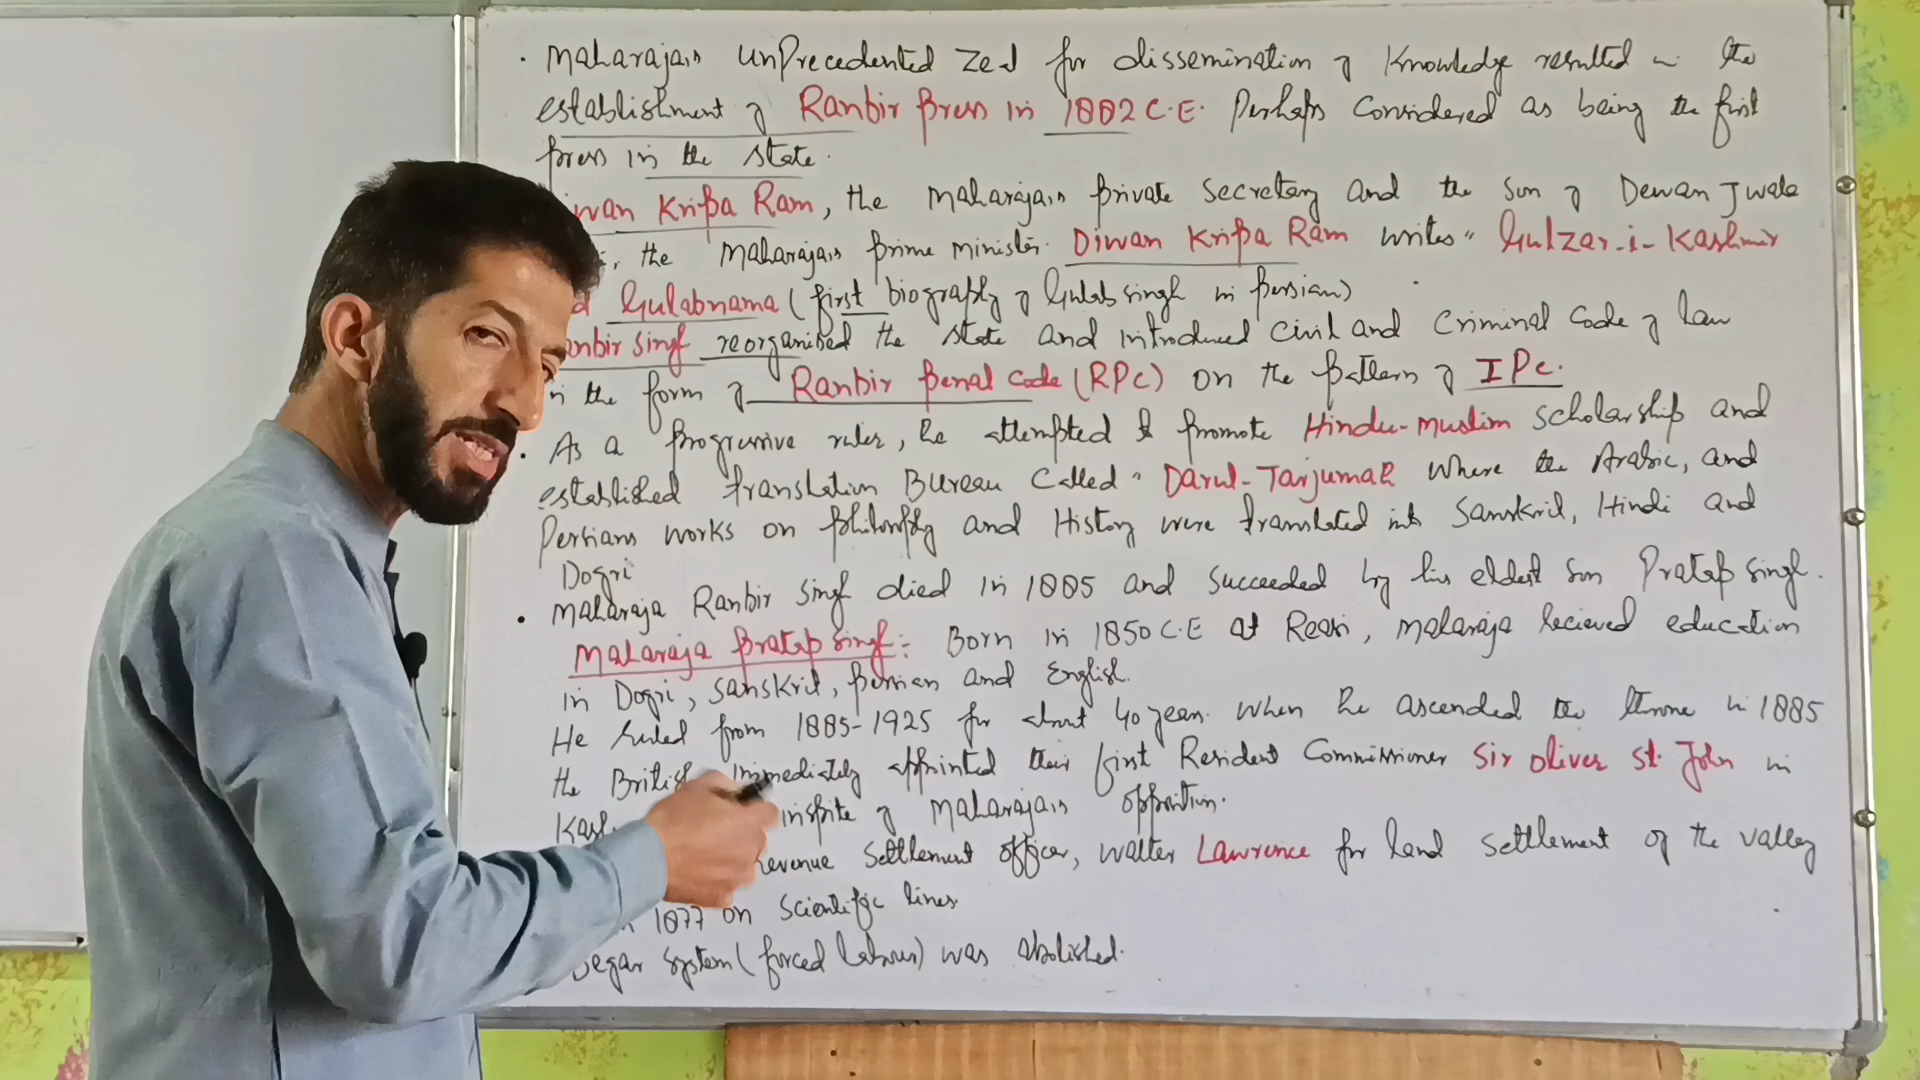 . Maharaja's unprecedented zeal for dissemination of Knowledge resulted in the
establishment of Ranbir press in 1882 C.E. Perhaps Considered as being the first
press in the state.
iwan Kripa Ram, the Maharaja's private secretary and the son of Dewan Jwala
, the Maharaja's prime minister. Diwan Kripa Ram writes " Gulzar-i-Kashmir
d Gulabnama (first biography of Gulab singh in persian)
anbir singh reorganised the state and introduced civil and Criminal Code of law
in the form of Ranbir penal code (RPC) on the pattern of IPC.
. As a progressive ruler, he attempted to promote Hindu-Muslim scholarship and
established translation Bureau Called " Darul-Tarjumah where the Arabic, and
Persians works on philosophy and History were translated into Sanskrit, Hindi and
Dogri
. Maharaja Ranbir Singh died in 1885 and succeeded by his eldest son Pratap Singh.
Maharaja pratap singh:- Born in 1850 C.E at Reasi, Maharaja recieved education
in Dogri, Sanskrit, persian and English.
He ruled from 1885-1925 for about 40 years. When he ascended the throne in 1885
the British immediately appointed their first Resident Commissioner Sir Oliver St. John in
Kash inspite of Maharaja's opposition.
revenue settlement officer, Walter Lawrence for land settlement of the valley
1877 on scientific lines.
Begar system (forced labour) was abolished.